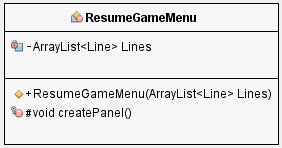 ResumeGameMenu
-ArrayList<Line> Lines
+ResumeGameMenu(ArrayList<Line> Lines)
#void createPanel()